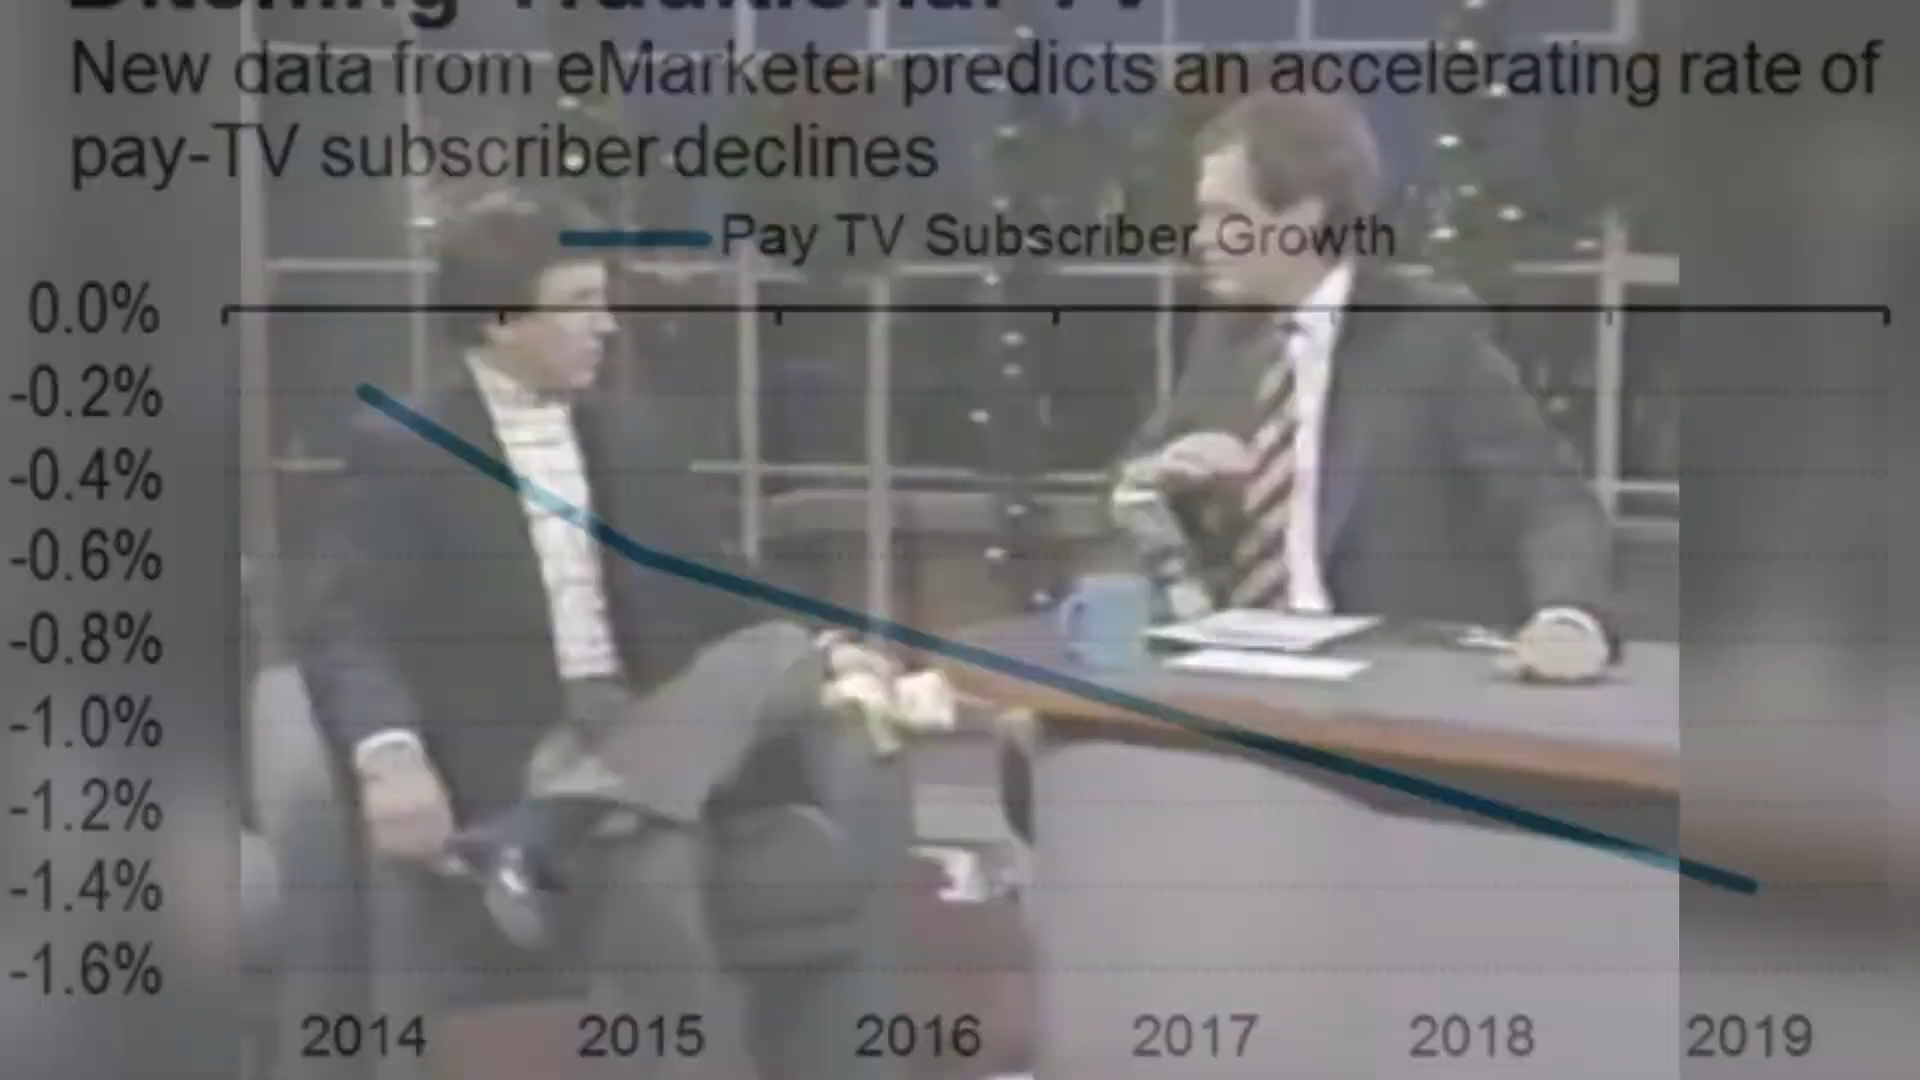 New data from eMarketer predicts an accelerating rate of
pay-TV subscriber declines
Pay TV Subscriber Growth
0.0%
-0.2%
-0.4%
-0.6%
-0.8%
-1.0%
-1.2%
-1.4%
-1.6%
2014 2015 2016 2017 2018 2019